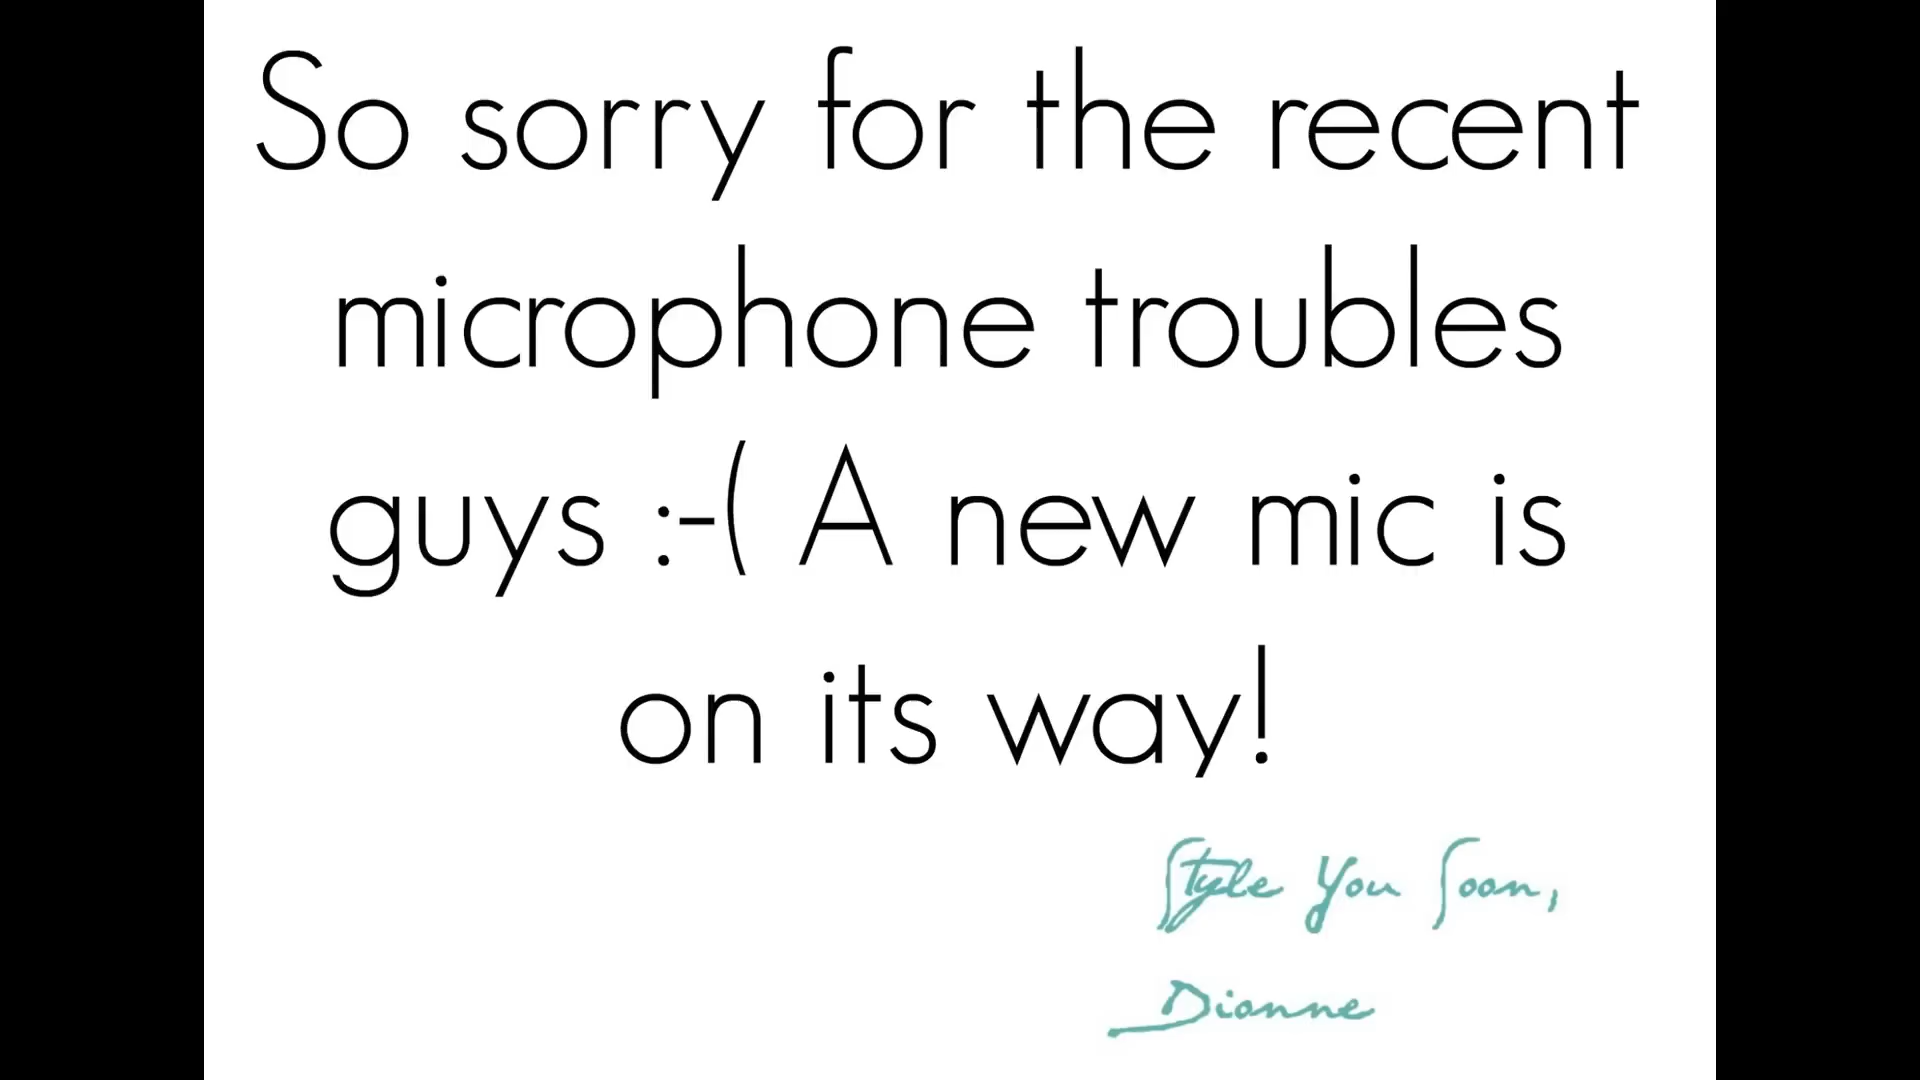 So sorry for the recent
microphone troubles
guys :-( A new mic is
on its way!
Style You Soon,
Dianne